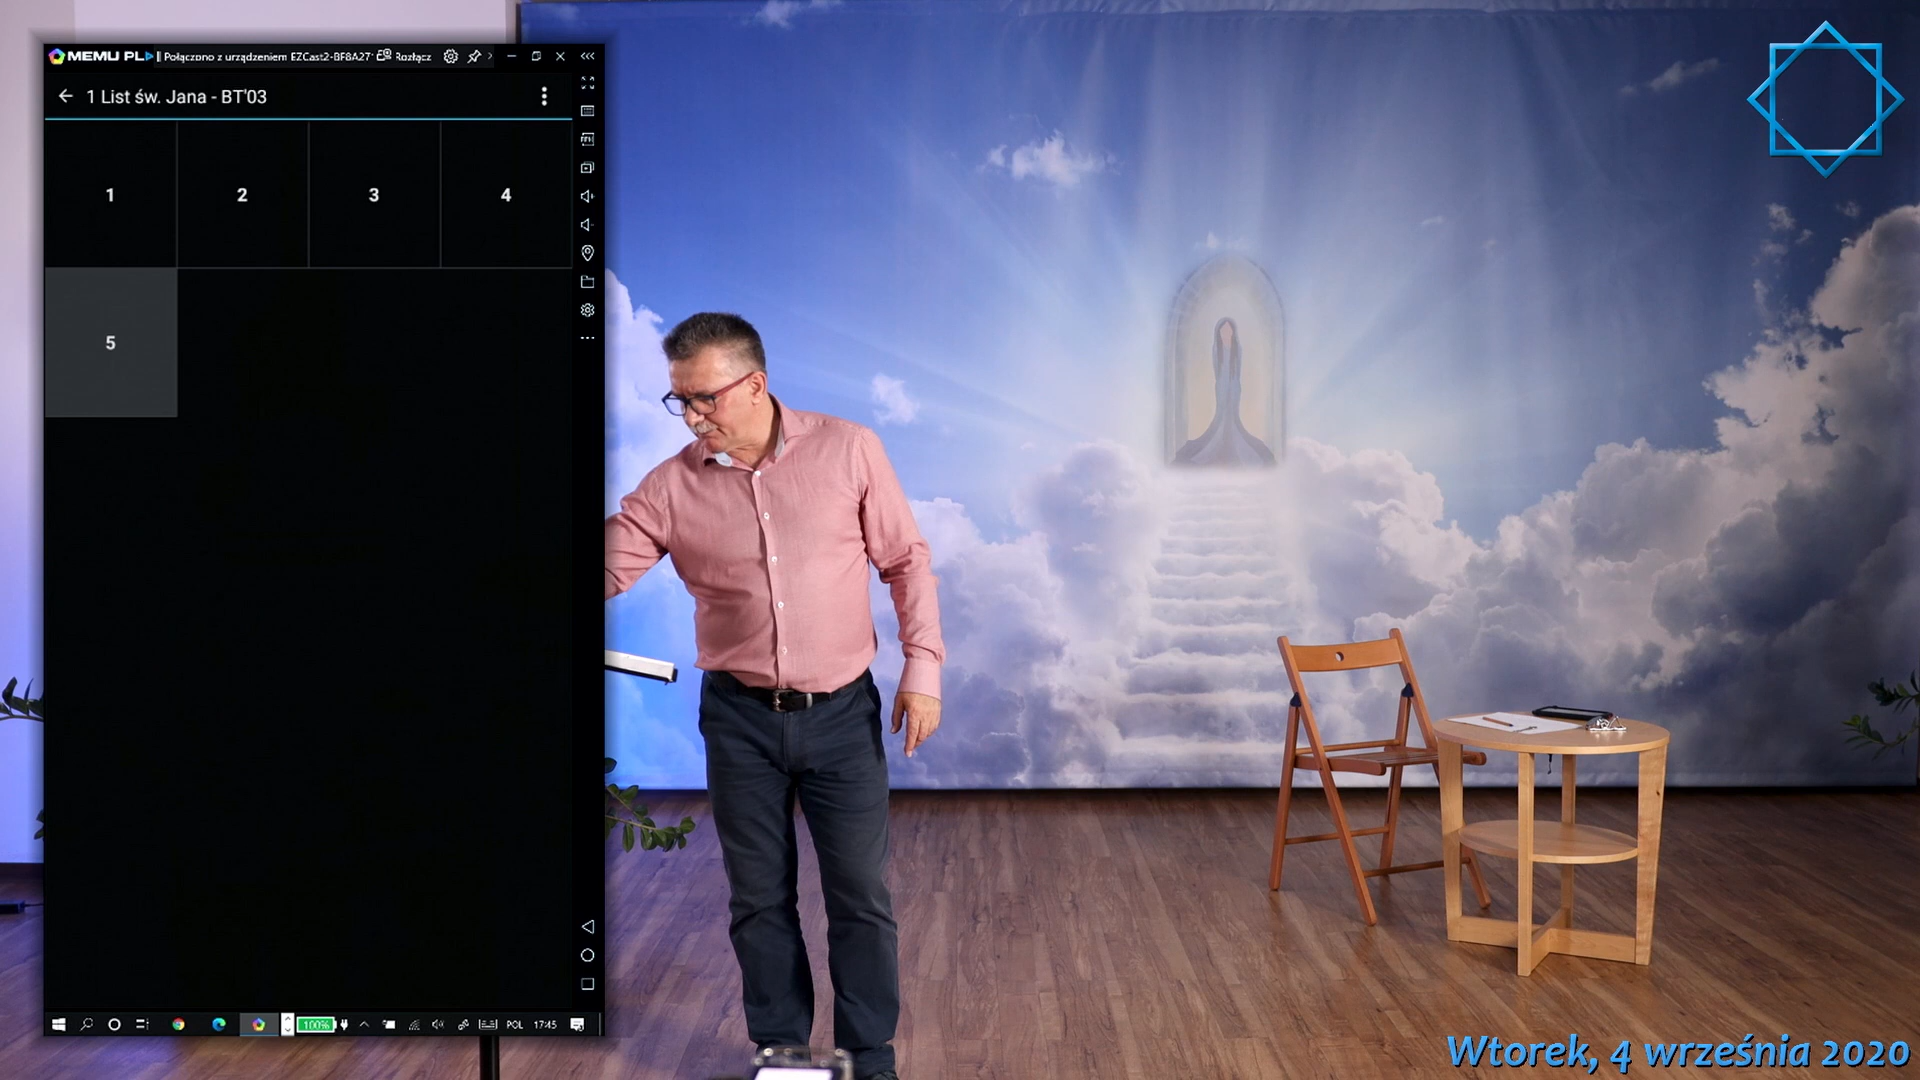 MEMU PL
Połączono z urządzeniem EZCast2-BF8A27
Rozłącz
1 List św. Jana - BT'03
1
2
3
4
5
100%
POL
17:45
Wtorek, 4 września 2020